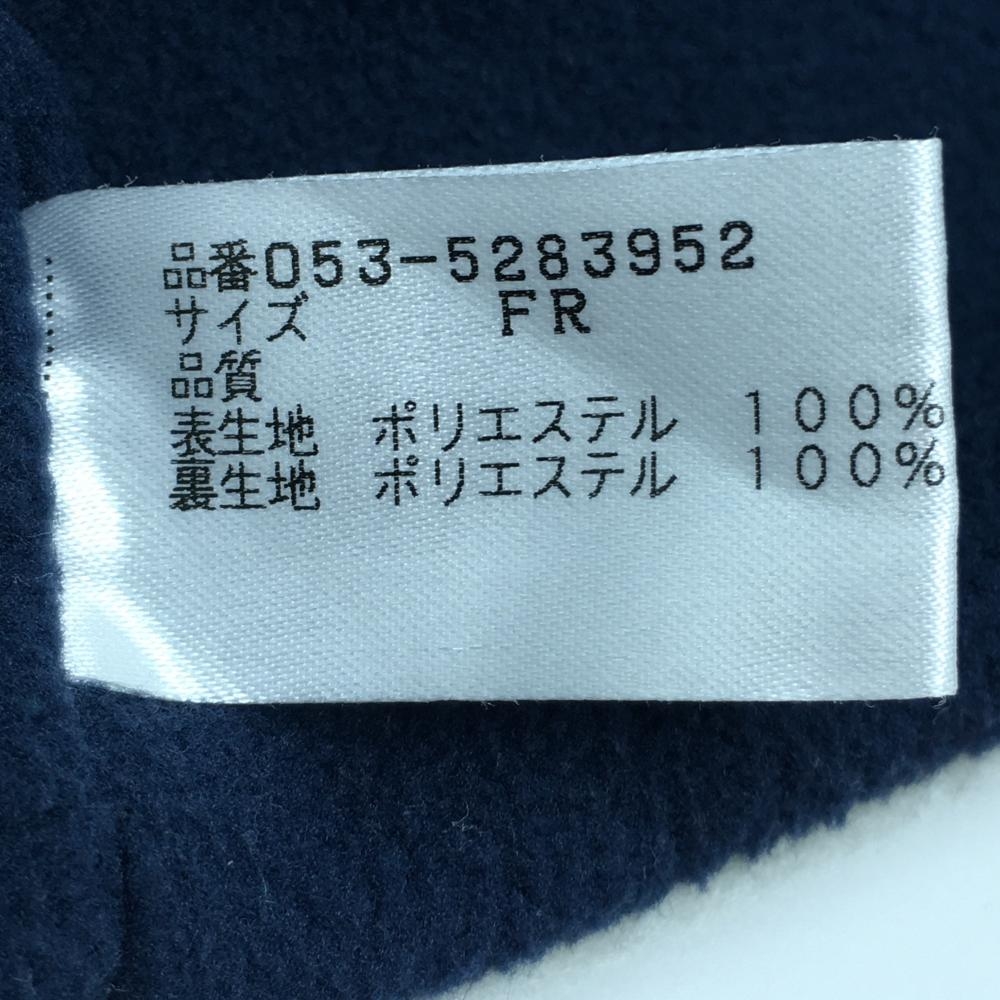 品番053-5283952
サイズ FR
品質
表生地 ポリエステル 100%
裏生地 ポリエステル 100%